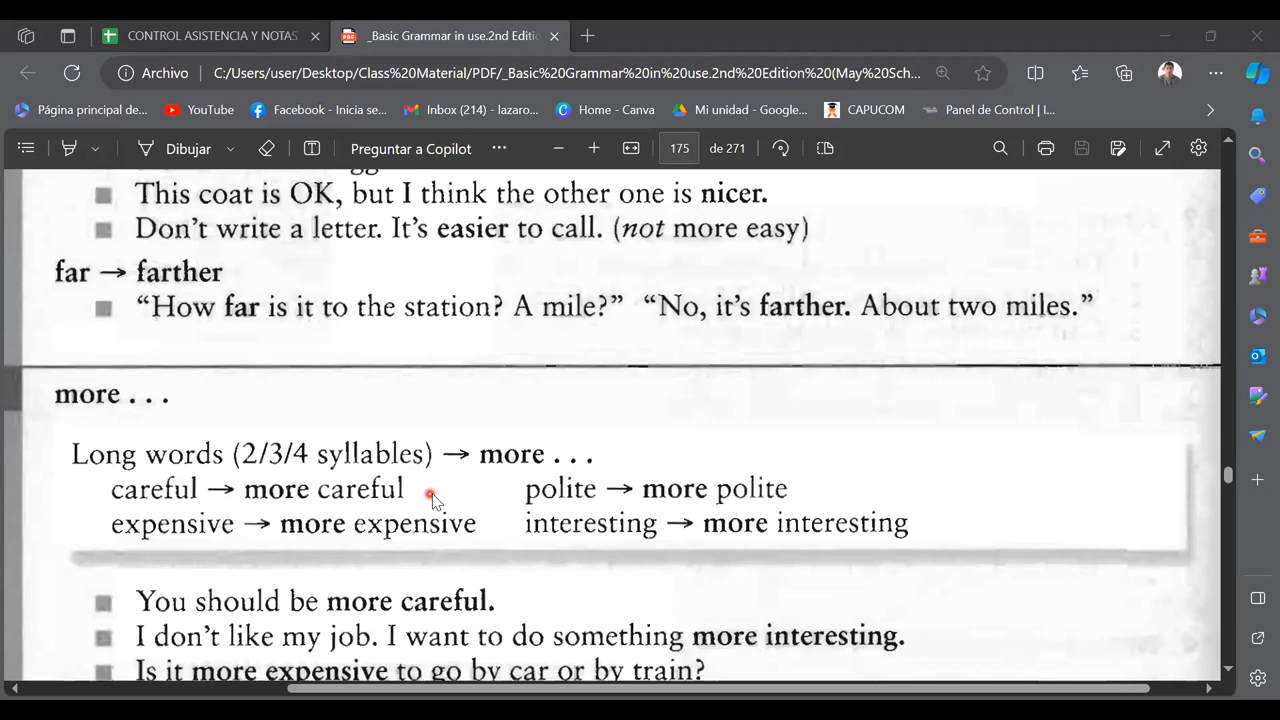 CONTROL ASISTENCIA Y NOTAS
_Basic Grammar in use.2nd Editi
Archivo
C:/Users/user/Desktop/Class%20Material/PDF/_Basic%20Grammar%20in%20use.2nd%20Edition%20(May%20Sch...
Página principal de...
YouTube
Facebook - Inicia se...
Inbox (214) - lazaro...
Home - Canva
Mi unidad - Google...
CAPUCOM
Panel de Control | I...
Dibujar
Preguntar a Copilot
175
de 271
This coat is OK, but I think the other one is nicer.
Don't write a letter. It's easier to call. (not more easy)
far → farther
"How far is it to the station? A mile?" "No, it's farther. About two miles."
more . . .
Long words (2/3/4 syllables) → more . . .
careful → more careful
polite → more polite
expensive → more expensive
interesting → more interesting
You should be more careful.
I don't like my job. I want to do something more interesting.
Is it more expensive to go by car or by train?